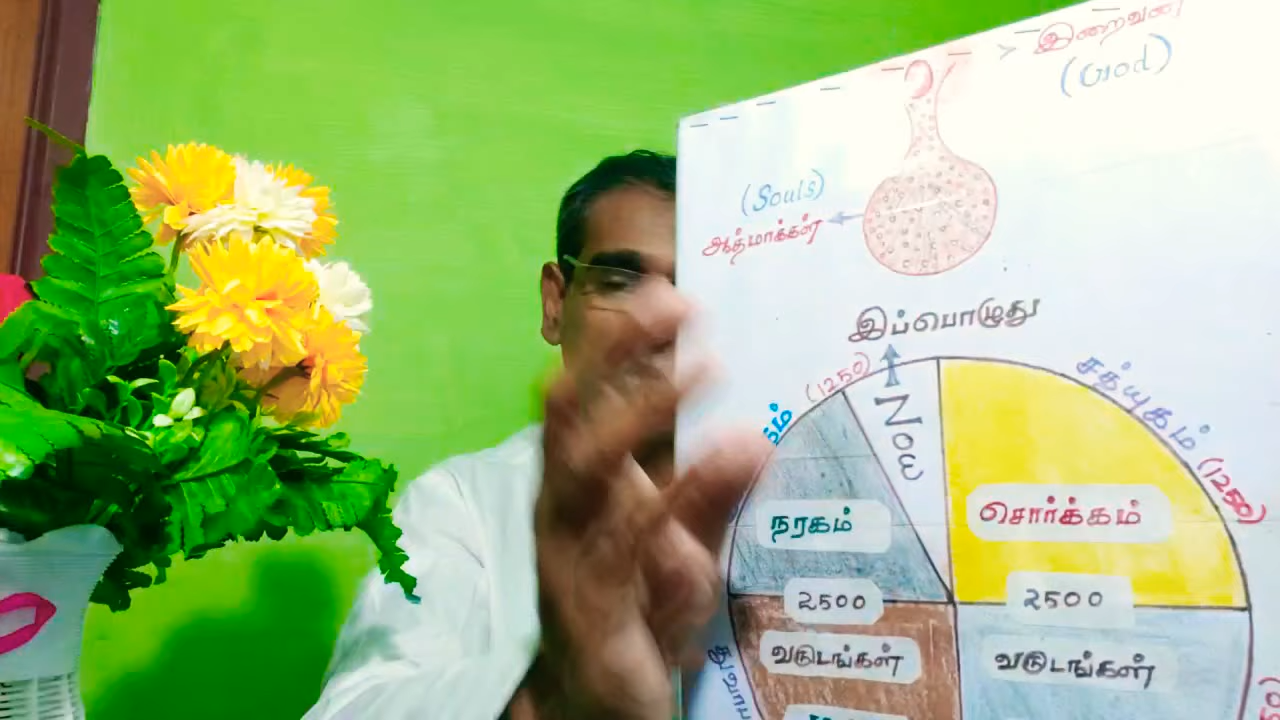 இறைவன்
(God)
(Souls)
ஆத்மாக்கள்
இப்பொழுது
(1250)
Now
சத்யுகம் (1250)
நரகம்
சொர்க்கம்
2500
2500
வருடங்கள்
வருடங்கள்